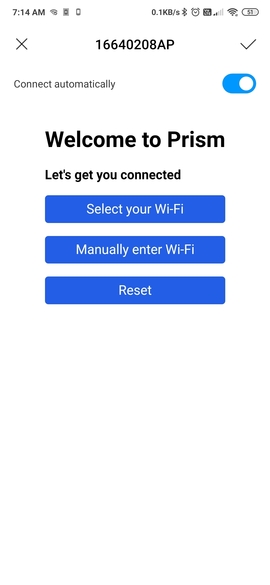 7:14 AM 0.1KB/s 51
16640208AP
Connect automatically
Welcome to Prism
Let's get you connected
Select your Wi-Fi
Manually enter Wi-Fi
Reset